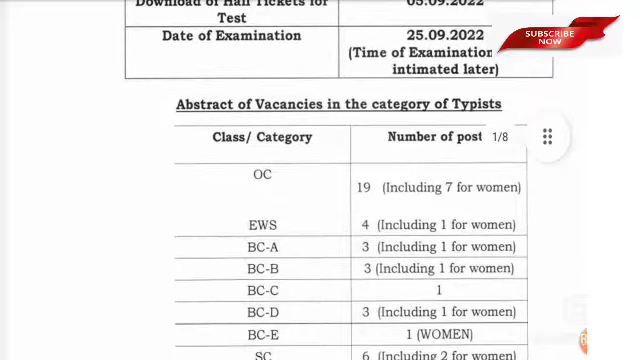 Download of Hall Tickets for
Test
05.09.2022
Date of Examination
25.09.2022
(Time of Examination
intimated later)
SUBSCRIBE
NOW
Abstract of Vacancies in the category of Typists
Class/ Category
Number of post
1/8
OC
19 (Including 7 for women)
EWS
4 (Including 1 for women)
BC-A
3 (Including 1 for women)
BC-B
3 (Including 1 for women)
BC-C
1
BC-D
3 (Including 1 for women)
BC-E
1 (WOMEN)
SC
6 (Including 2 for women)